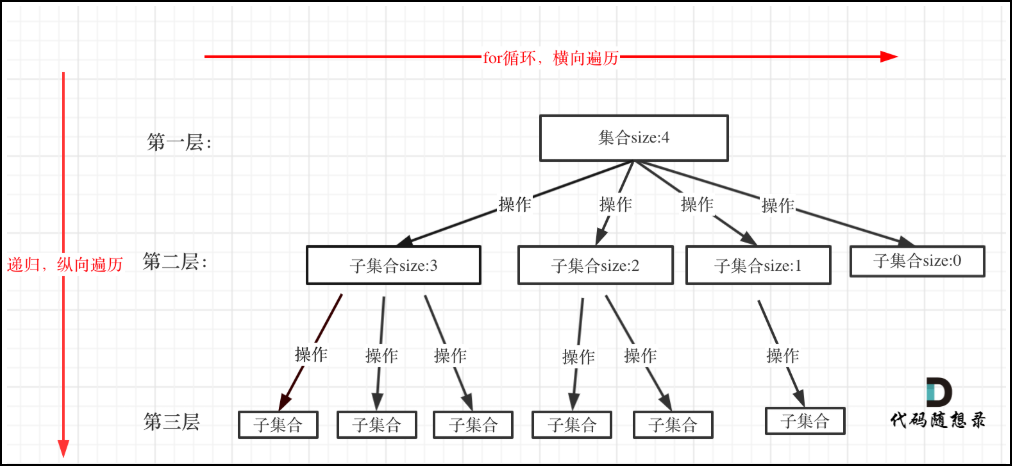 for循环，横向遍历
第一层：
集合size:4
操作
操作
操作
操作
递归，纵向遍历
第二层：
子集合size:3
子集合size:2
子集合size:1
子集合size:0
操作
操作
操作
操作
操作
操作
第三层
子集合
子集合
子集合
子集合
子集合
子集合
代码随想录